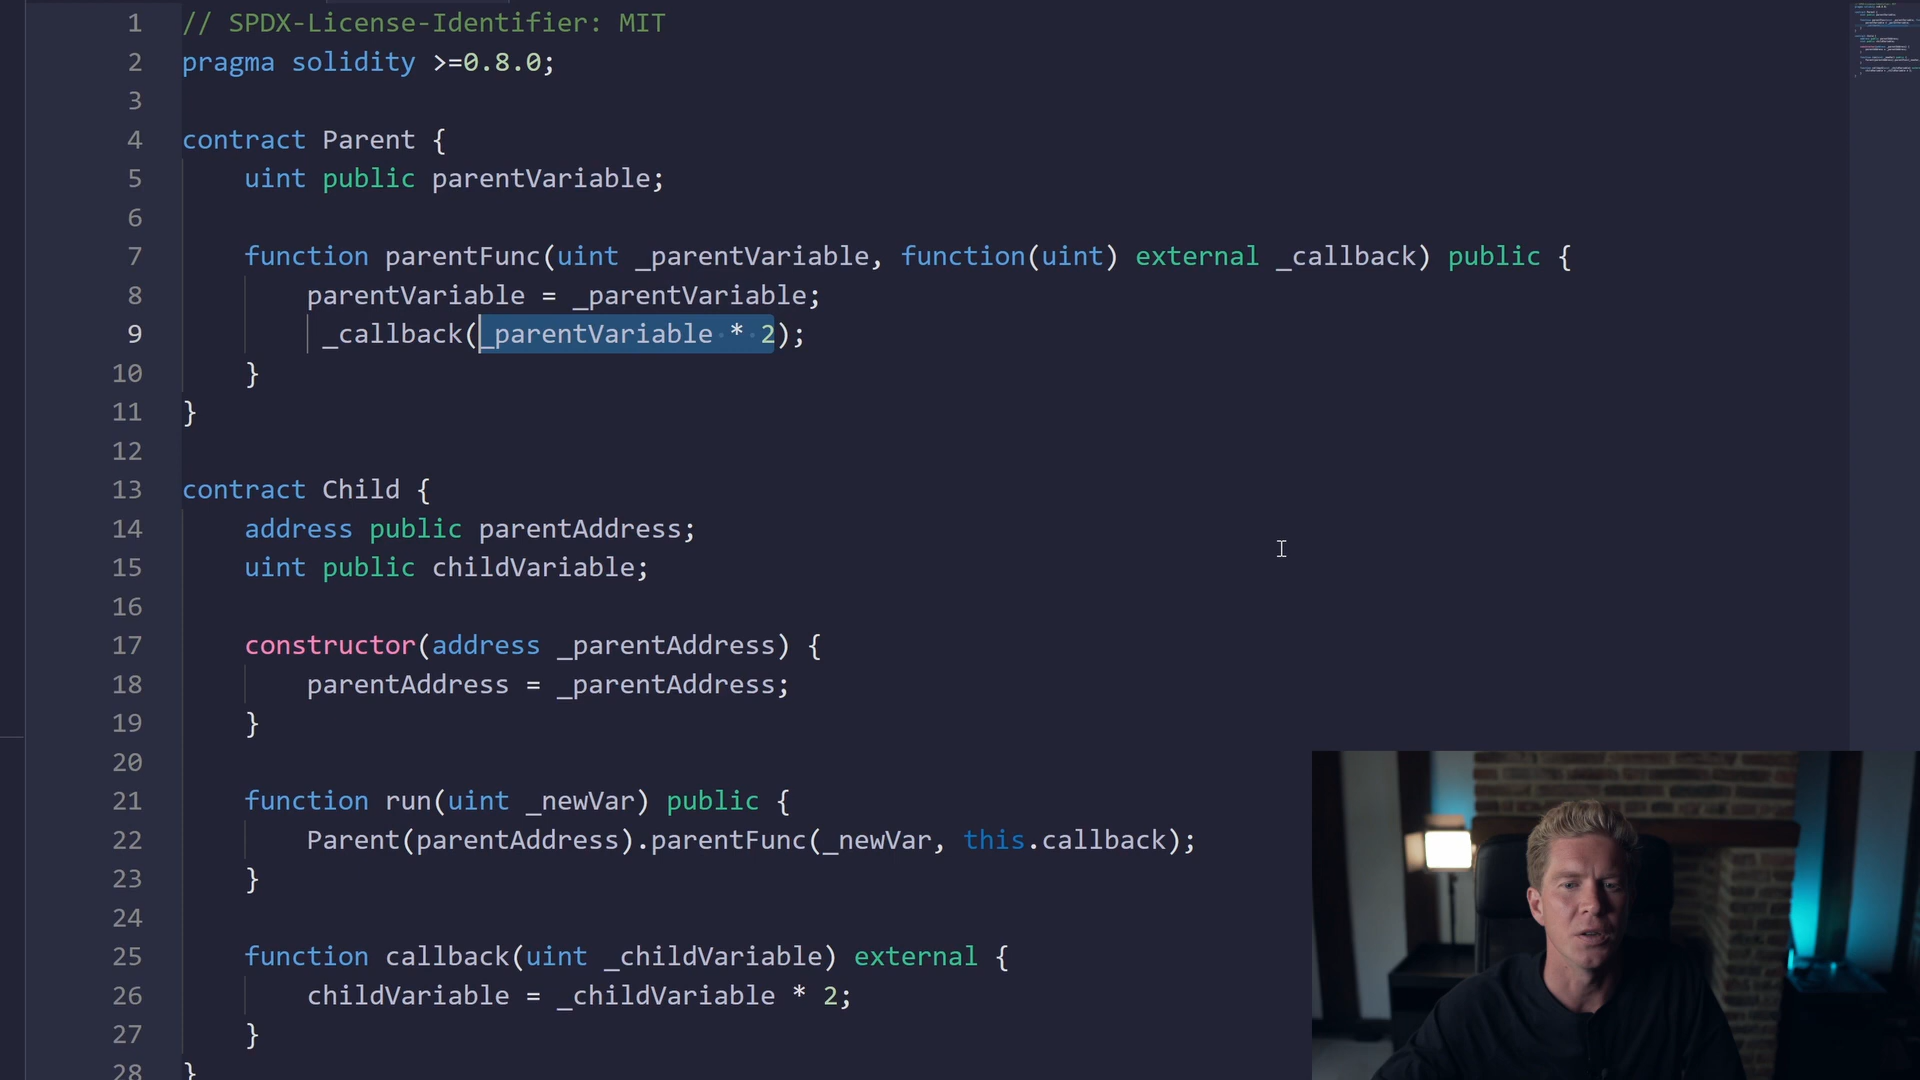 1 // SPDX-License-Identifier: MIT
2 pragma solidity >=0.8.0;
3
4 contract Parent {
5 uint public parentVariable;
6
7 function parentFunc(uint _parentVariable, function(uint) external _callback) public {
8 parentVariable = _parentVariable;
9 _callback(_parentVariable * 2);
10 }
11 }
12
13 contract Child {
14 address public parentAddress;
15 uint public childVariable;
16
17 constructor(address _parentAddress) {
18 parentAddress = _parentAddress;
19 }
20
21 function run(uint _newVar) public {
22 Parent(parentAddress).parentFunc(_newVar, this.callback);
23 }
24
25 function callback(uint _childVariable) external {
26 childVariable = _childVariable * 2;
27 }
28 }